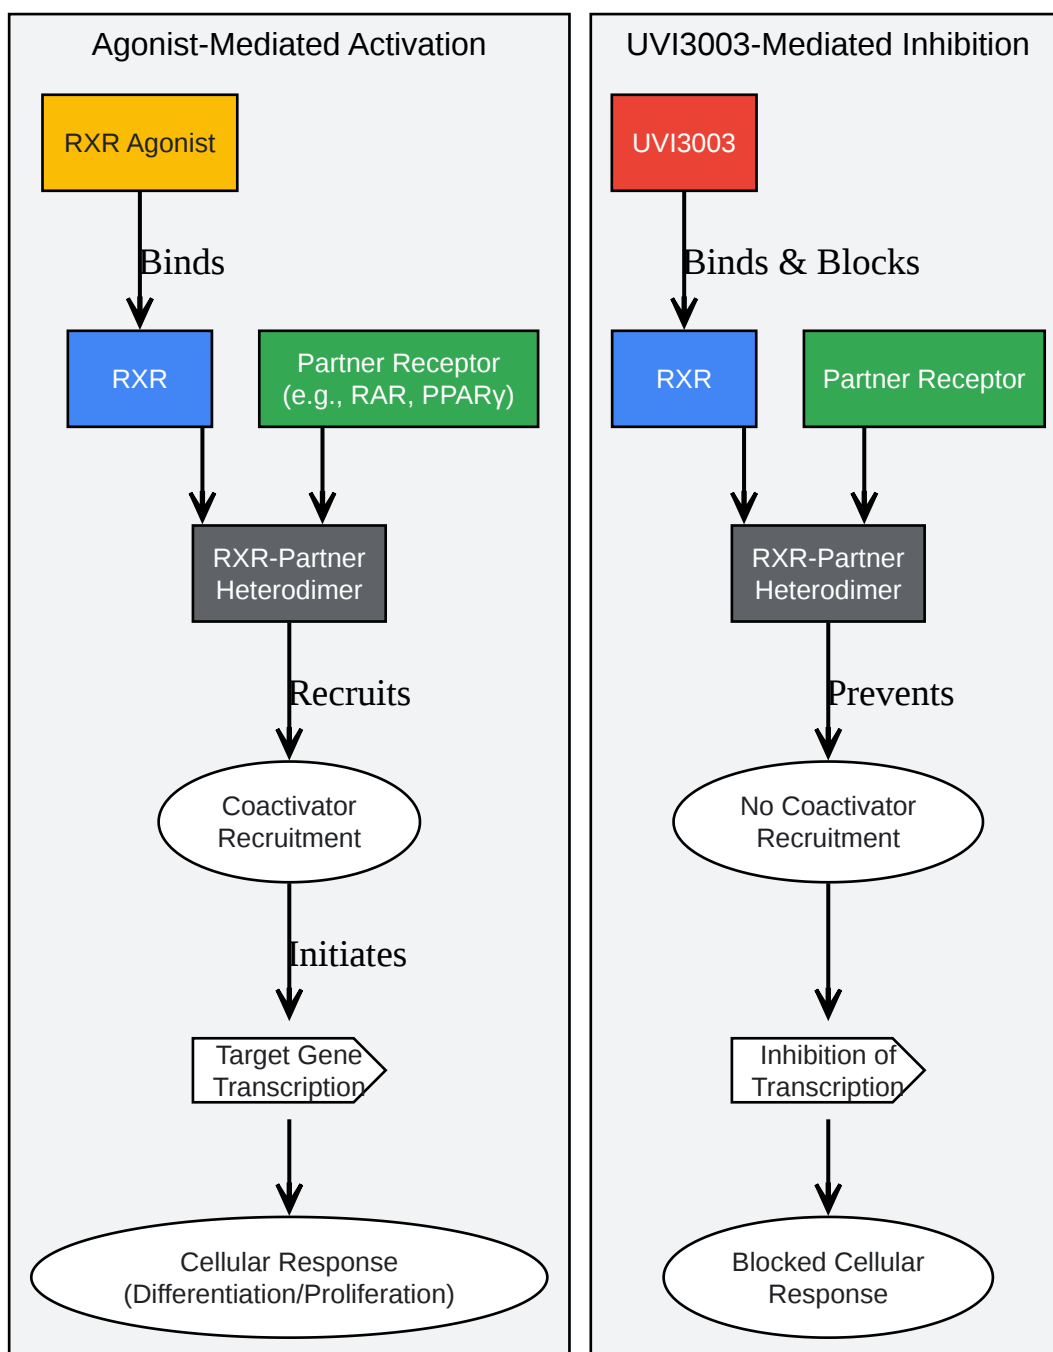 Agonist-Mediated Activation
RXR Agonist
Binds
RXR
Partner Receptor
(e.g., RAR, PPARγ)
RXR-Partner
Heterodimer
Recruits
Coactivator
Recruitment
Initiates
Target Gene
Transcription
Cellular Response
(Differentiation/Proliferation)
UVI3003-Mediated Inhibition
UVI3003
Binds & Blocks
RXR
Partner Receptor
RXR-Partner
Heterodimer
Prevents
No Coactivator
Recruitment
Inhibition of
Transcription
Blocked Cellular
Response